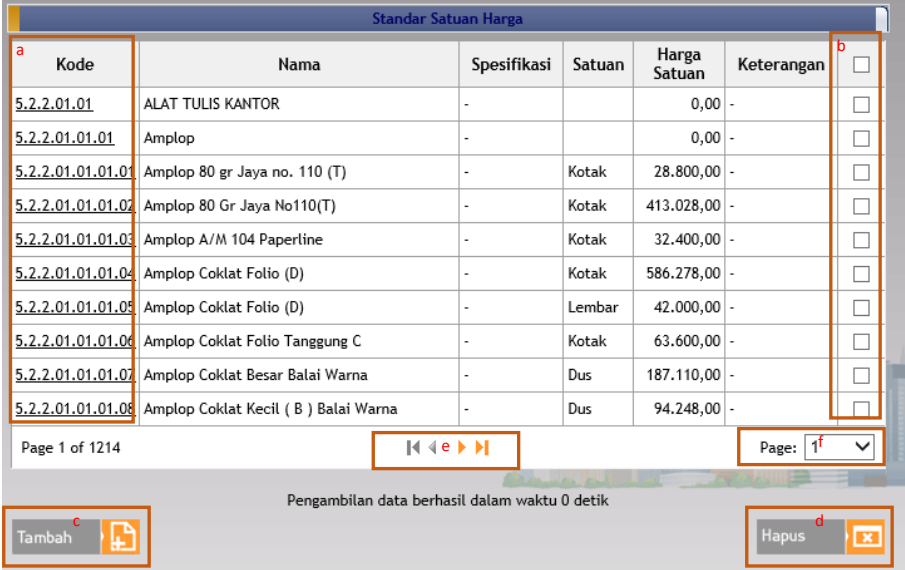 Standar Satuan Harga
a
b
Kode Nama Spesifikasi Satuan Harga Satuan Keterangan
5.2.2.01.01 ALAT TULIS KANTOR - 0,00 -
5.2.2.01.01.01 Amplop - 0,00 -
5.2.2.01.01.01.01 Amplop 80 gr Jaya no. 110 (T) - Kotak 28.800,00 -
5.2.2.01.01.01.02 Amplop 80 Gr Jaya No110(T) - Kotak 413.028,00 -
5.2.2.01.01.01.03 Amplop A/M 104 Paperline - Kotak 32.400,00 -
5.2.2.01.01.01.04 Amplop Coklat Folio (D) - Kotak 586.278,00 -
5.2.2.01.01.01.05 Amplop Coklat Folio (D) - Lembar 42.000,00 -
5.2.2.01.01.01.06 Amplop Coklat Folio Tanggung C - Kotak 63.600,00 -
5.2.2.01.01.01.07 Amplop Coklat Besar Balai Warna - Dus 187.110,00 -
5.2.2.01.01.01.08 Amplop Coklat Kecil ( B ) Balai Warna - Dus 94.248,00 -
Page 1 of 1214 e Page: 1 f
Pengambilan data berhasil dalam waktu 0 detik
c
d
Tambah Hapus